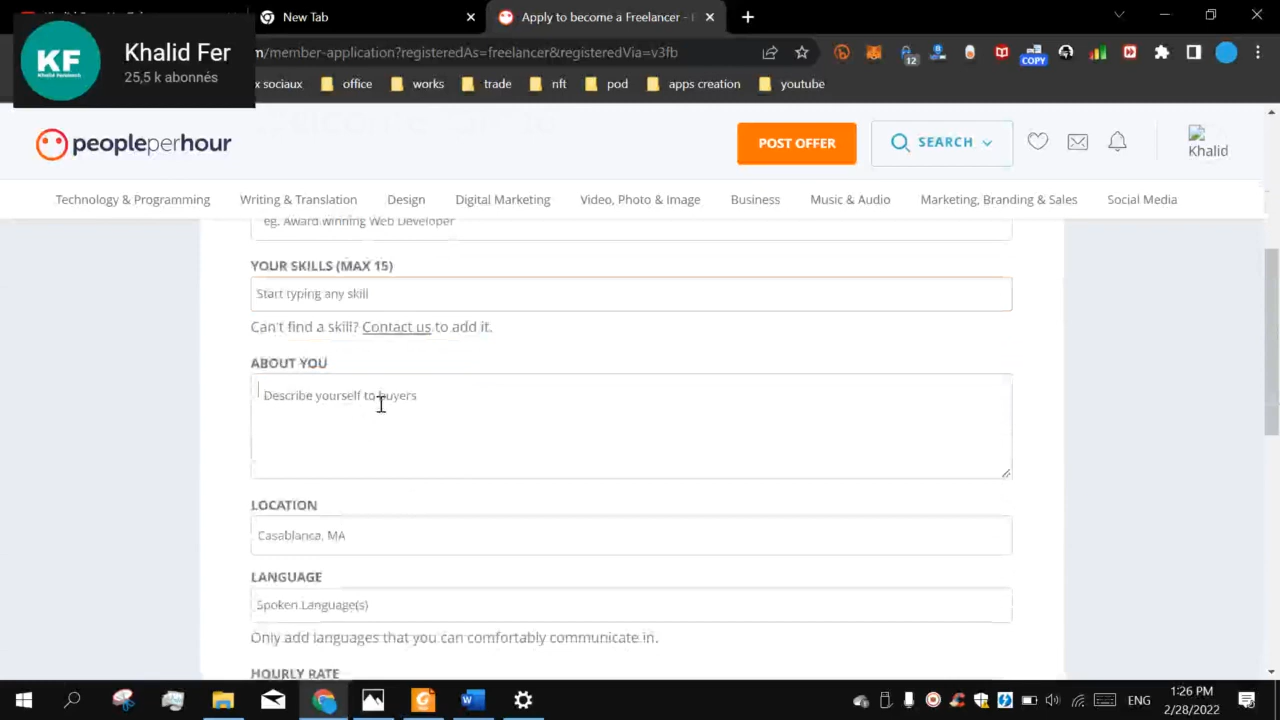 New Tab
Apply to become a Freelancer -
KF
Khalid Fer
25,5 k abonnés
/member-application?registeredAs=freelancer&registeredVia=v3fb
12
COPY
x sociaux
office
works
trade
nft
pod
apps creation
youtube
peopleperhour
POST OFFER
SEARCH
Khalid
Technology & Programming
Writing & Translation
Design
Digital Marketing
Video, Photo & Image
Business
Music & Audio
Marketing, Branding & Sales
Social Media
eg. Award winning Web Developer
YOUR SKILLS (MAX 15)
Start typing any skill
Can't find a skill? Contact us to add it.
ABOUT YOU
Describe yourself to buyers
LOCATION
Casablanca, MA
LANGUAGE
Spoken Language(s)
Only add languages that you can comfortably communicate in.
HOURLY RATE
ENG
1:26 PM
2/28/2022